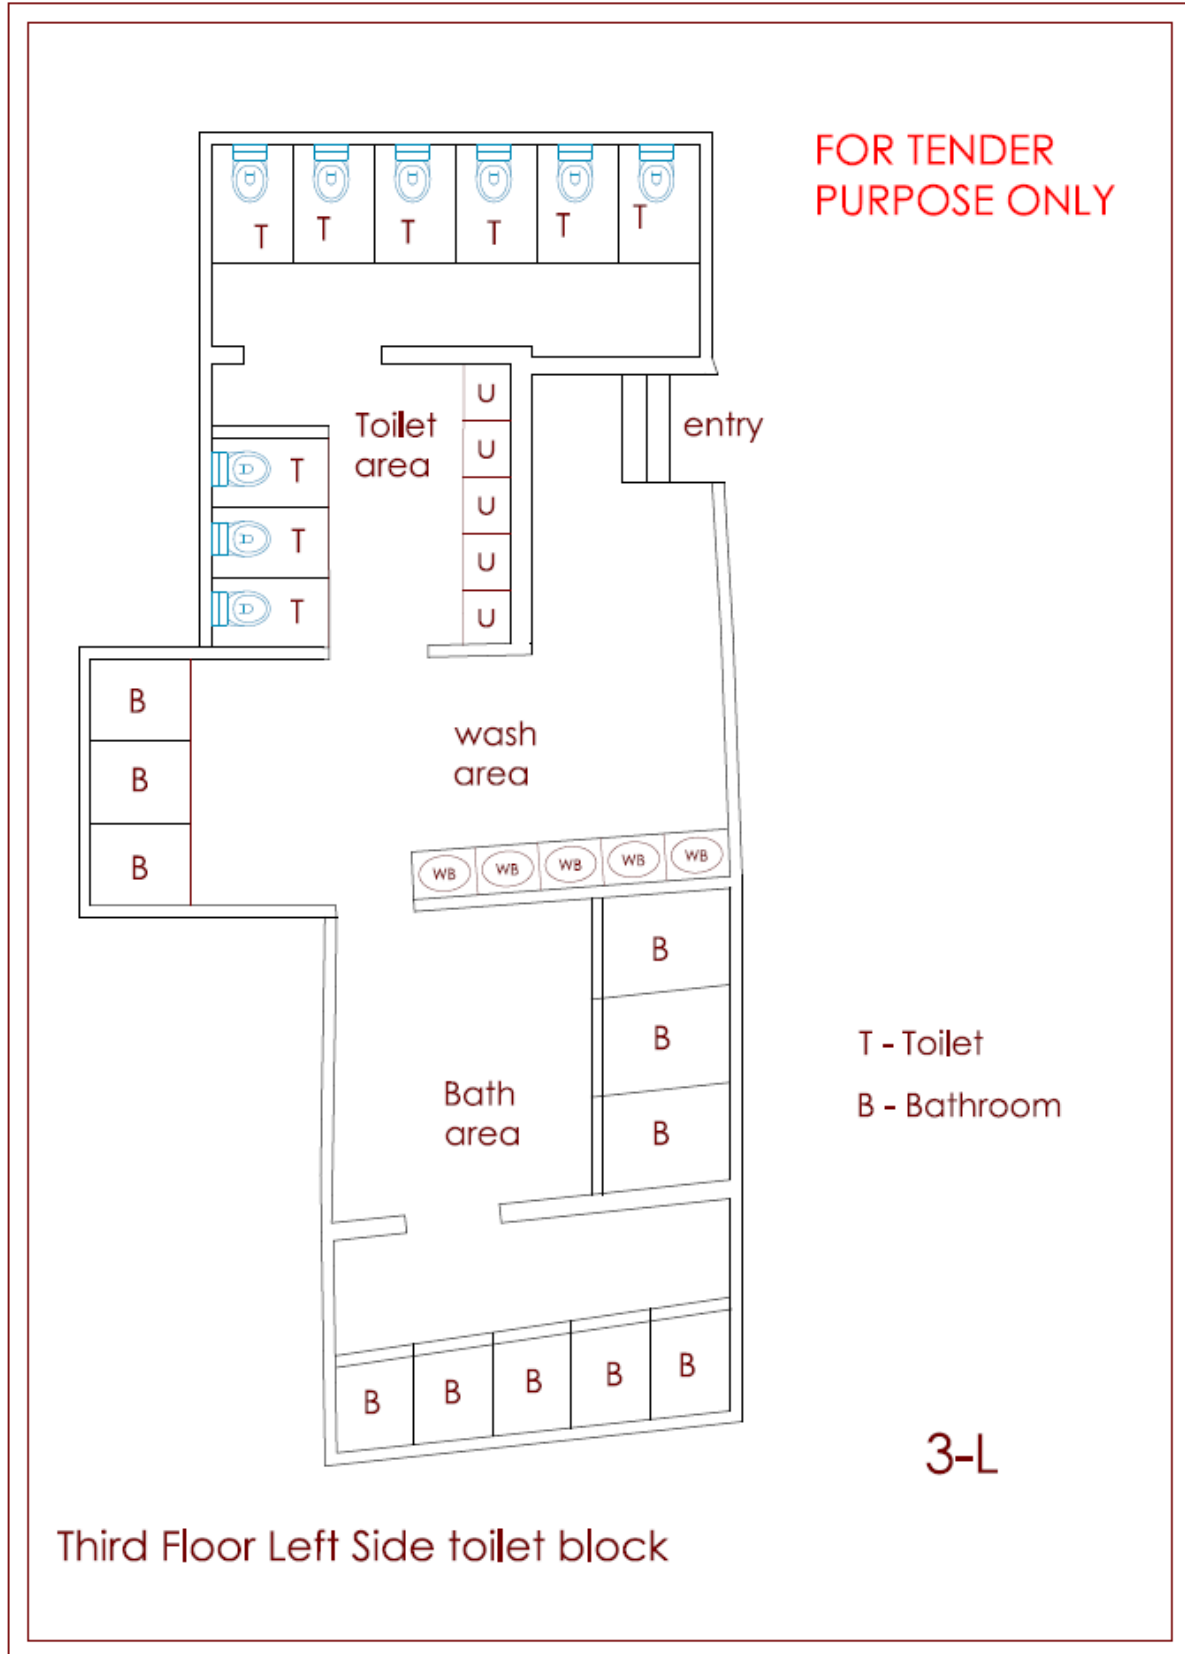 FOR TENDER
PURPOSE ONLY
T T T T T T
U
entry
Toilet
area
U
T
U
T
U
T
U
B
wash
area
B
B
WB WB WB WB WB
B
B
T - Toilet
Bath
area
B - Bathroom
B
B B B B B
3-L
Third Floor Left Side toilet block